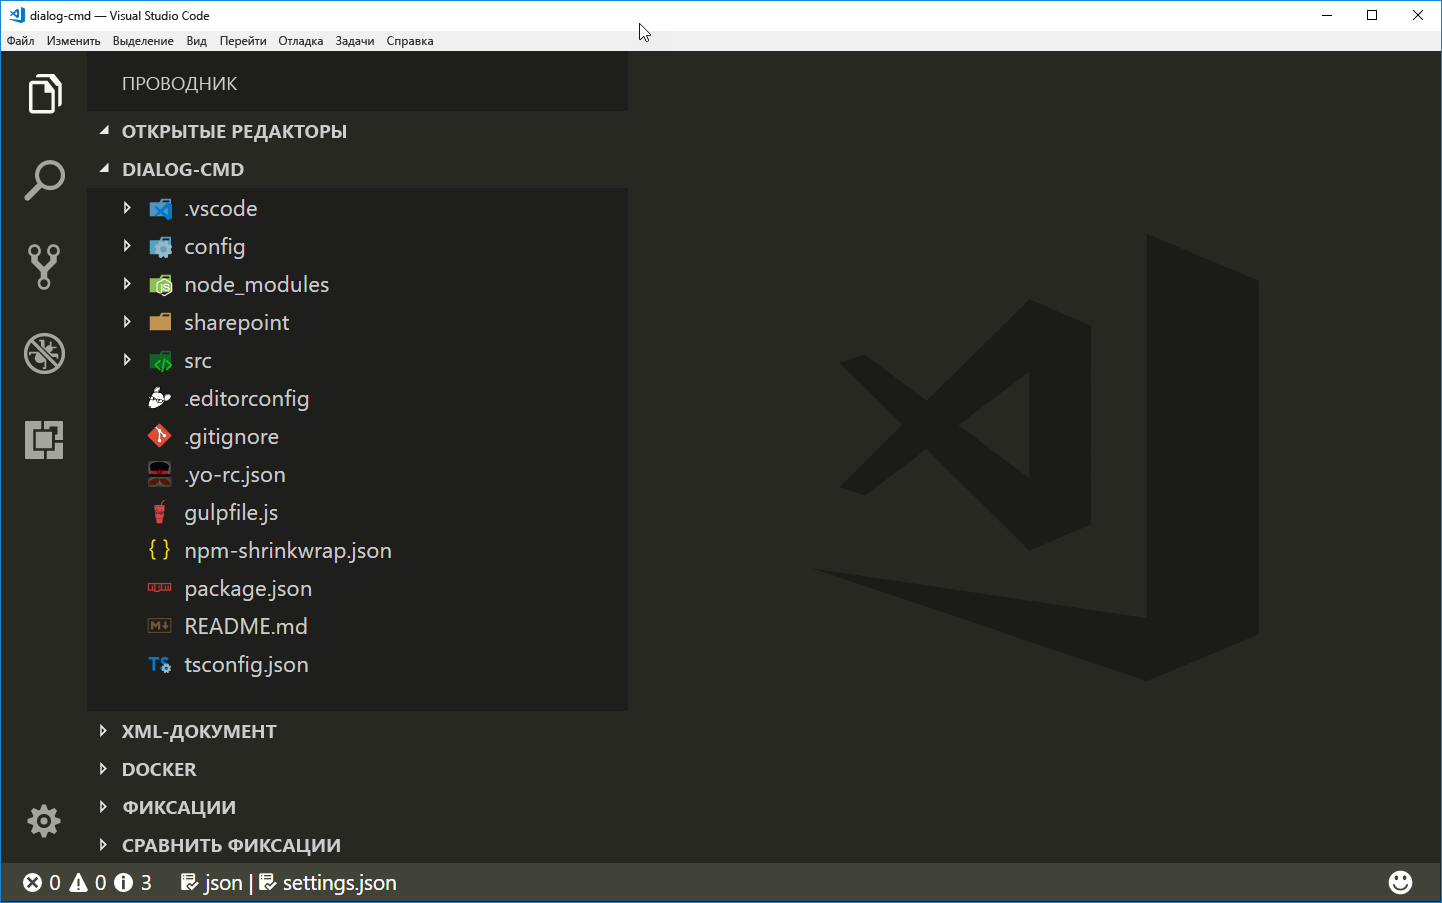 dialog-cmd — Visual Studio Code
Файл Изменить Выделение Вид Перейти Отладка Задачи Справка
ПРОВОДНИК
ОТКРЫТЫЕ РЕДАКТОРЫ
DIALOG-CMD
.vscode
config
node_modules
sharepoint
src
.editorconfig
.gitignore
.yo-rc.json
gulpfile.js
npm-shrinkwrap.json
package.json
README.md
tsconfig.json
XML-ДОКУМЕНТ
DOCKER
ФИКСАЦИИ
СРАВНИТЬ ФИКСАЦИИ
0 0 3 json | settings.json